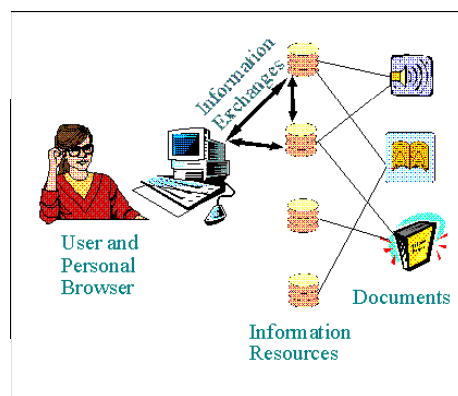 Information
Exchanges
User and
Personal
Browser
Documents
Information
Resources